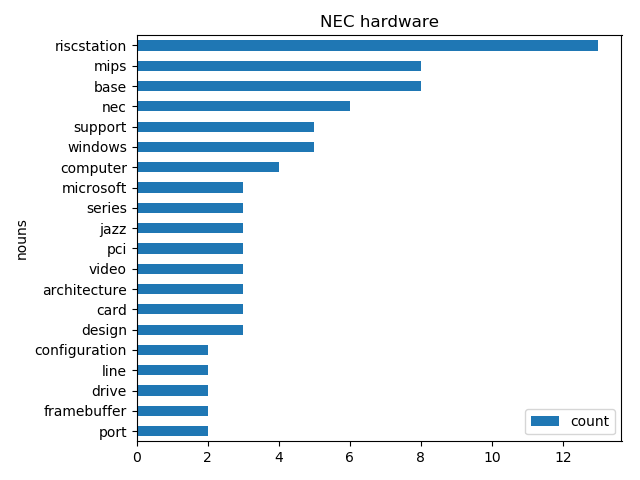 NEC hardware
riscstation
mips
base
nec
support
windows
computer
microsoft
series
jazz
pci
video
architecture
card
design
configuration
line
drive
framebuffer
port
nouns
0 2 4 6 8 10 12
count